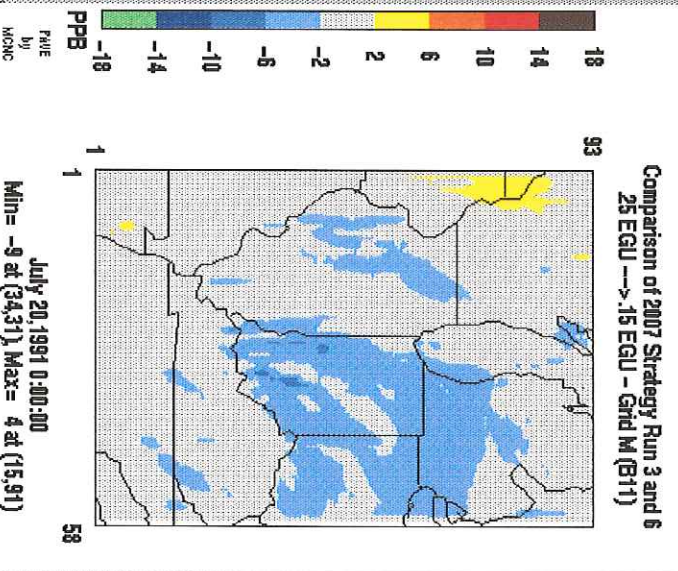 Comparison of 2007 Strategy Run 3 and 6
.25 EGU --->.15 EGU - Grid M (B11)
18
14
10
6
2
-2
-6
-10
-14
-18
PPB
PAVE
by
MCNC
93
1
1
58
July 20,1991 0:00:00
Min= -9 at (34,31), Max= 4 at (15,91)